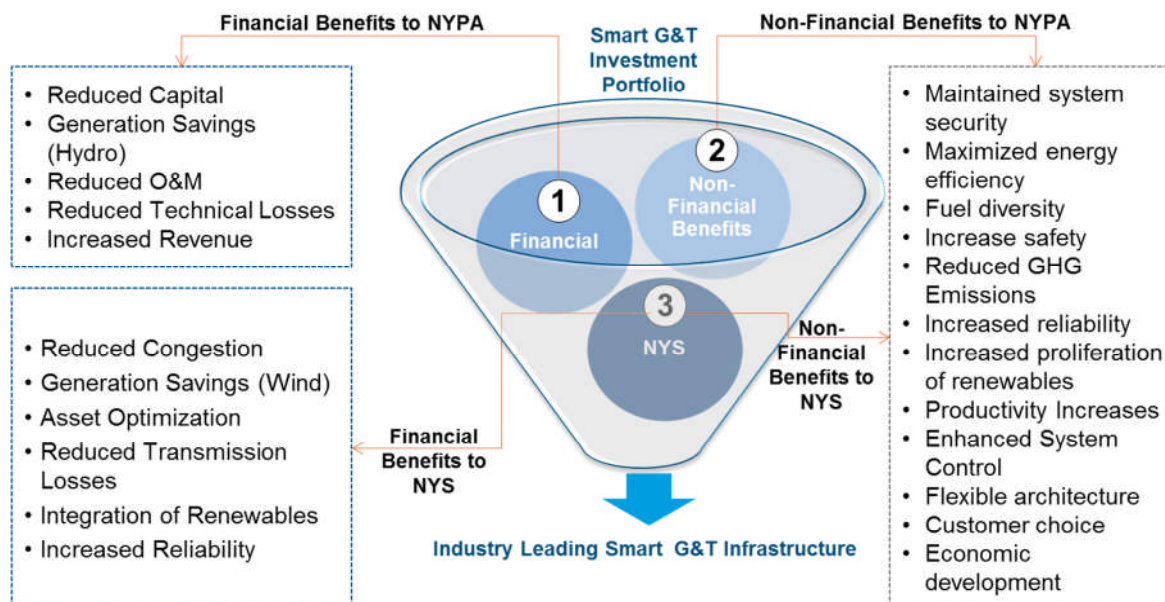 Financial Benefits to NYPA
Non-Financial Benefits to NYPA
Smart G&T
Investment
Portfolio
• Reduced Capital
• Generation Savings
(Hydro)
• Reduced O&M
• Reduced Technical Losses
• Increased Revenue
1
Financial
2
Non-
Financial
Benefits
3
NYS
• Reduced Congestion
• Generation Savings (Wind)
• Asset Optimization
• Reduced Transmission
Losses
• Integration of Renewables
• Increased Reliability
Financial
Benefits to
NYS
Non-
Financial
Benefits to
NYS
• Maintained system
security
• Maximized energy
efficiency
• Fuel diversity
• Increase safety
• Reduced GHG
Emissions
• Increased reliability
• Increased proliferation
of renewables
• Productivity Increases
• Enhanced System
Control
• Flexible architecture
• Customer choice
• Economic
development
Industry Leading Smart G&T Infrastructure